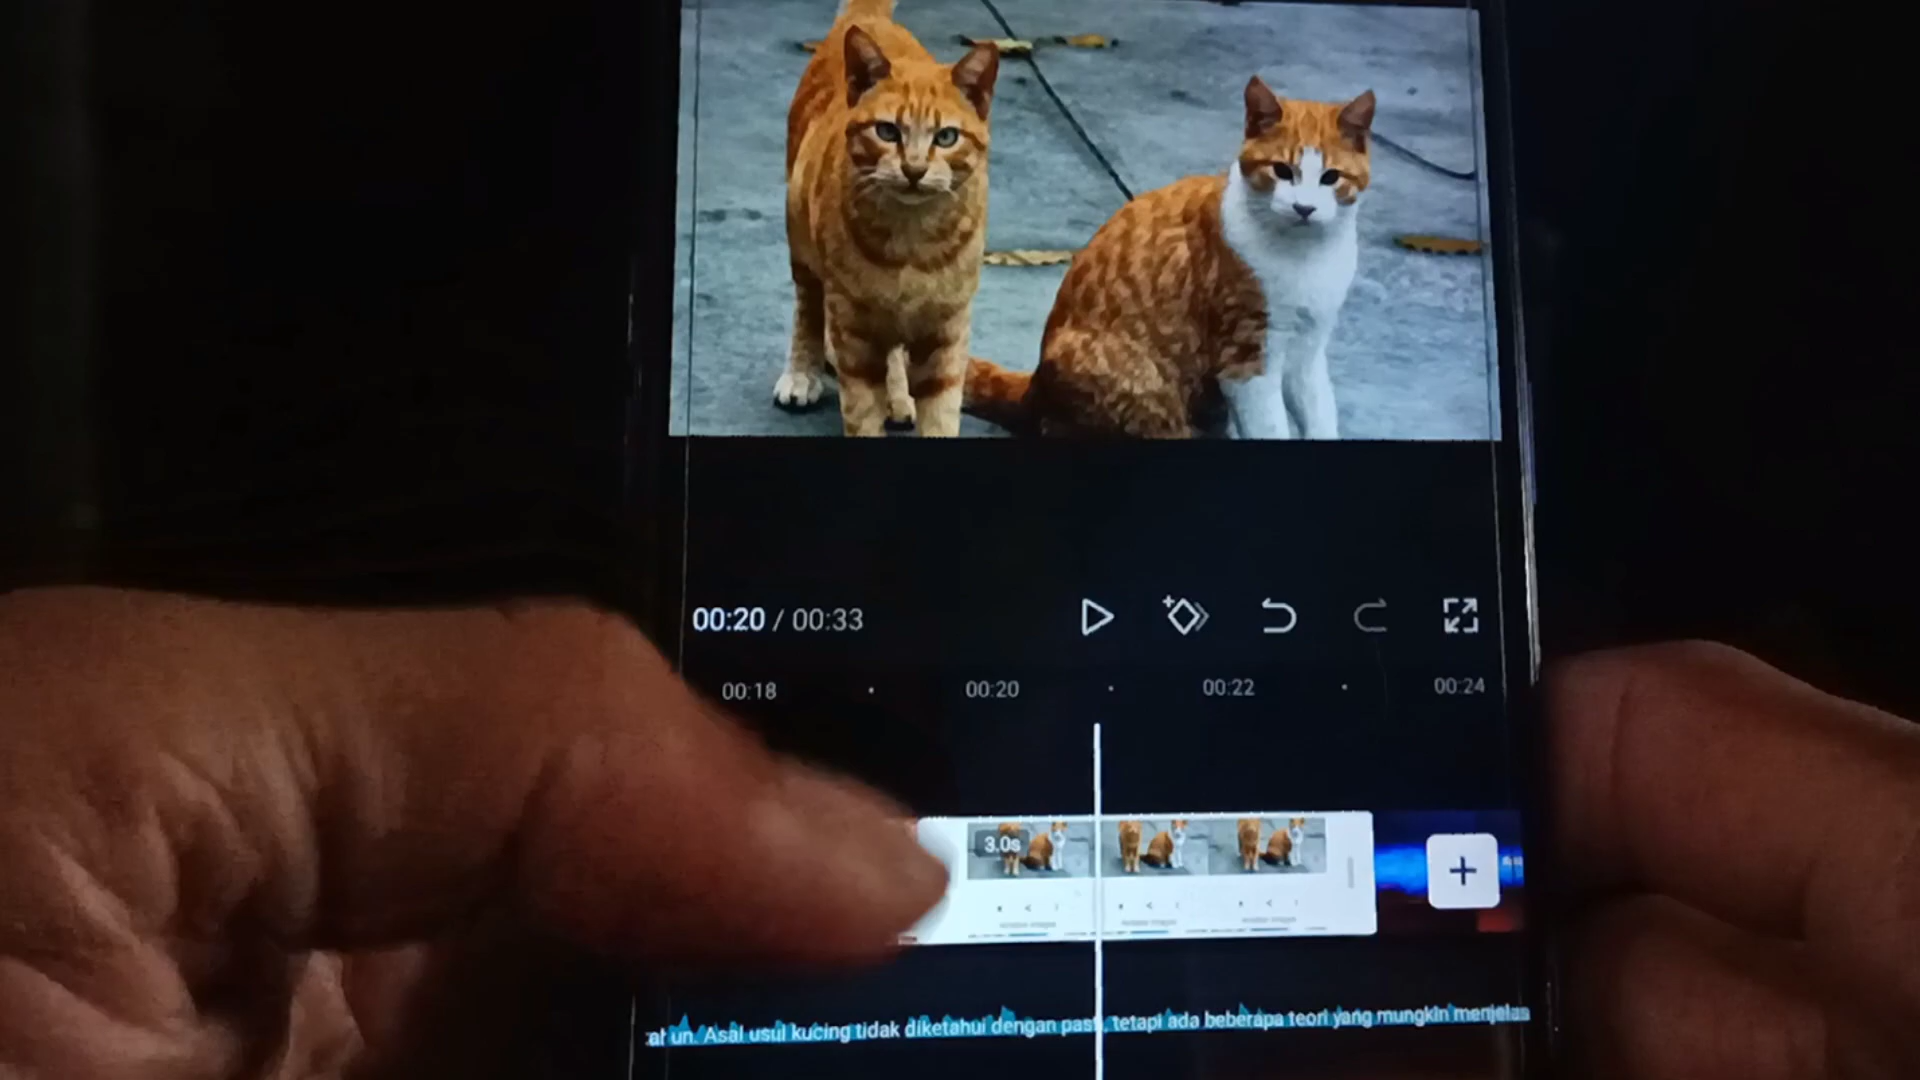 00:20 / 00:33
00:18
00:20
00:22
00:24
3.0s
un. Asal usul kucing tidak diketahui dengan pasti, tetapi ada beberapa teori yang mungkin menjelas